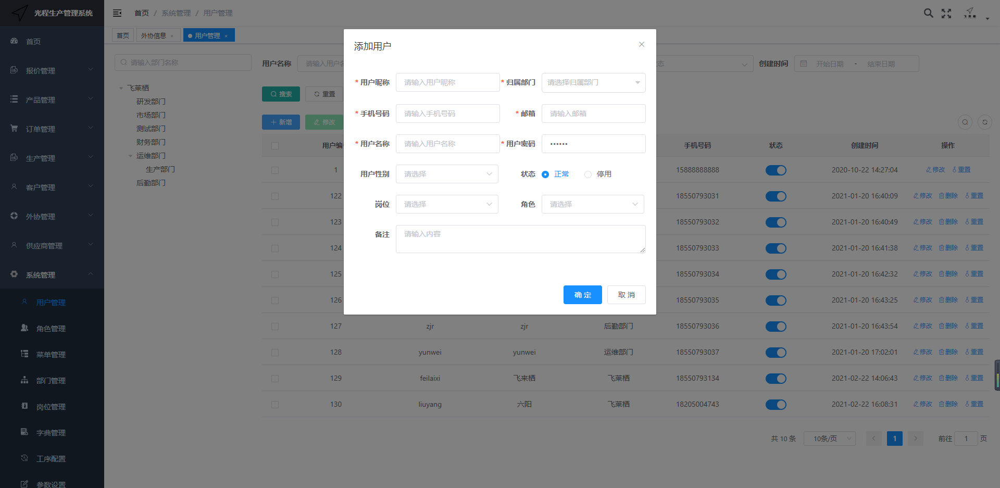 光程生产管理系统
首页 / 系统管理 / 用户管理
首页
外协信息 ×
用户管理 ×
首页
报价管理
产品管理
订单管理
生产管理
客户管理
外协管理
供应商管理
系统管理
用户管理
角色管理
菜单管理
部门管理
岗位管理
字典管理
工序配置
参数设置
请输入部门名称
飞莱栖
研发部门
市场部门
测试部门
财务部门
运维部门
生产部门
后勤部门
用户名称 请输入用户名
态
创建时间 开始日期 - 结束日期
搜索 重置
新增 修改
添加用户
* 用户昵称 请输入用户昵称
* 归属部门 请选择归属部门
* 手机号码 请输入手机号码
* 邮箱 请输入邮箱
* 用户名称 请输入用户名称
* 用户密码 ••••••
用户性别 请选择
状态 正常 停用
岗位 请选择
角色 请选择
备注 请输入内容
确 定 取 消
用户编 手机号码 状态 创建时间 操作
1 15888888888 2020-10-22 14:27:04 修改 重置
122 18550793031 2021-01-20 16:40:09 修改 删除 重置
123 18550793032 2021-01-20 16:40:49 修改 删除 重置
124 18550793033 2021-01-20 16:41:38 修改 删除 重置
125 18550793034 2021-01-20 16:42:32 修改 删除 重置
126 18550793035 2021-01-20 16:43:25 修改 删除 重置
127 zjr zjr 后勤部门 18550793036 2021-01-20 16:43:54 修改 删除 重置
128 yunwei yunwei 运维部门 18550793037 2021-01-20 17:02:01 修改 删除 重置
129 feilaixi 飞来栖 飞莱栖 18550793134 2021-02-22 14:06:43 修改 删除 重置
130 liuyang 六阳 飞莱栖 18205004743 2021-02-22 16:08:31 修改 删除 重置
共 10 条 10条/页 1 前往 1 页